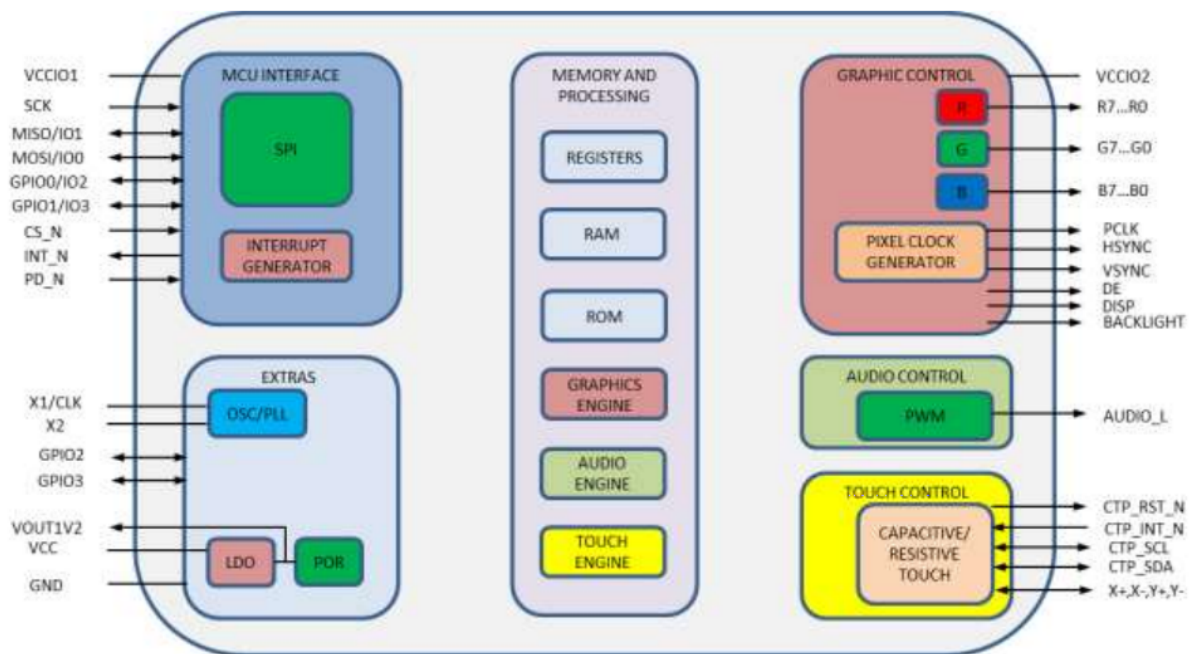 VCCIO1
SCK
MISO/IO1
MOSI/IO0
GPIO0/IO2
GPIO1/IO3
CS_N
INT_N
PD_N
MCU INTERFACE
SPI
INTERRUPT
GENERATOR
X1/CLK
X2
GPIO2
GPIO3
VOUT1V2
VCC
GND
EXTRAS
OSC/PLL
LDO
POR
MEMORY AND
PROCESSING
REGISTERS
RAM
ROM
GRAPHICS
ENGINE
AUDIO
ENGINE
TOUCH
ENGINE
GRAPHIC CONTROL
R
G
B
PIXEL CLOCK
GENERATOR
VCCIO2
R7...R0
G7...G0
B7...B0
PCLK
HSYNC
VSYNC
DE
DISP
BACKLIGHT
AUDIO CONTROL
PWM
AUDIO_L
TOUCH CONTROL
CAPACITIVE/
RESISTIVE
TOUCH
CTP_RST_N
CTP_INT_N
CTP_SCL
CTP_SDA
X+,X-,Y+,Y-